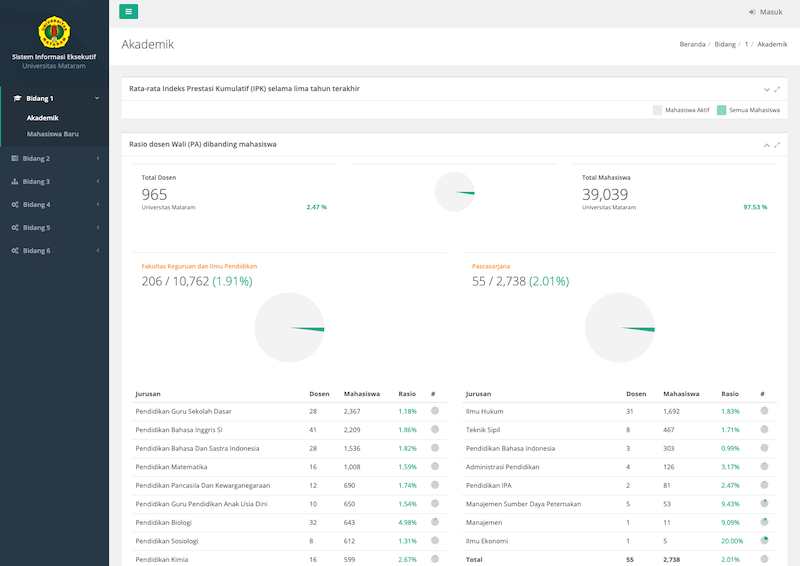 UNIVERSITAS
MATARAM
Sistem Informasi Eksekutif
Universitas Mataram
Bidang 1
Akademik
Mahasiswa Baru
Bidang 2
Bidang 3
Bidang 4
Bidang 5
Bidang 6
Masuk
Akademik
Beranda / Bidang / 1 / Akademik
Rata-rata Indeks Prestasi Kumulatif (IPK) selama lima tahun terakhir
Mahasiswa Aktif Semua Mahasiswa
Rasio dosen Wali (PA) dibanding mahasiswa
Total Dosen
965
Universitas Mataram 2.47 %
Total Mahasiswa
39,039
Universitas Mataram 97.53 %
Fakultas Keguruan dan Ilmu Pendidikan
206 / 10,762 (1.91%)
Jurusan Dosen Mahasiswa Rasio #
Pendidikan Guru Sekolah Dasar 28 2,367 1.18%
Pendidikan Bahasa Inggris SI 41 2,209 1.86%
Pendidikan Bahasa Dan Sastra Indonesia 28 1,536 1.82%
Pendidikan Matematika 16 1,008 1.59%
Pendidikan Pancasila Dan Kewarganegaraan 12 690 1.74%
Pendidikan Guru Pendidikan Anak Usia Dini 10 650 1.54%
Pendidikan Biologi 32 643 4.98%
Pendidikan Sosiologi 8 612 1.31%
Pendidikan Kimia 16 599 2.67%
Pascasarjana
55 / 2,738 (2.01%)
Jurusan Dosen Mahasiswa Rasio #
Ilmu Hukum 31 1,692 1.83%
Teknik Sipil 8 467 1.71%
Pendidikan Bahasa Indonesia 3 303 0.99%
Administrasi Pendidikan 4 126 3.17%
Pendidikan IPA 2 81 2.47%
Manajemen Sumber Daya Peternakan 5 53 9.43%
Manajemen 1 11 9.09%
Ilmu Ekonomi 1 5 20.00%
Total 55 2,738 2.01%